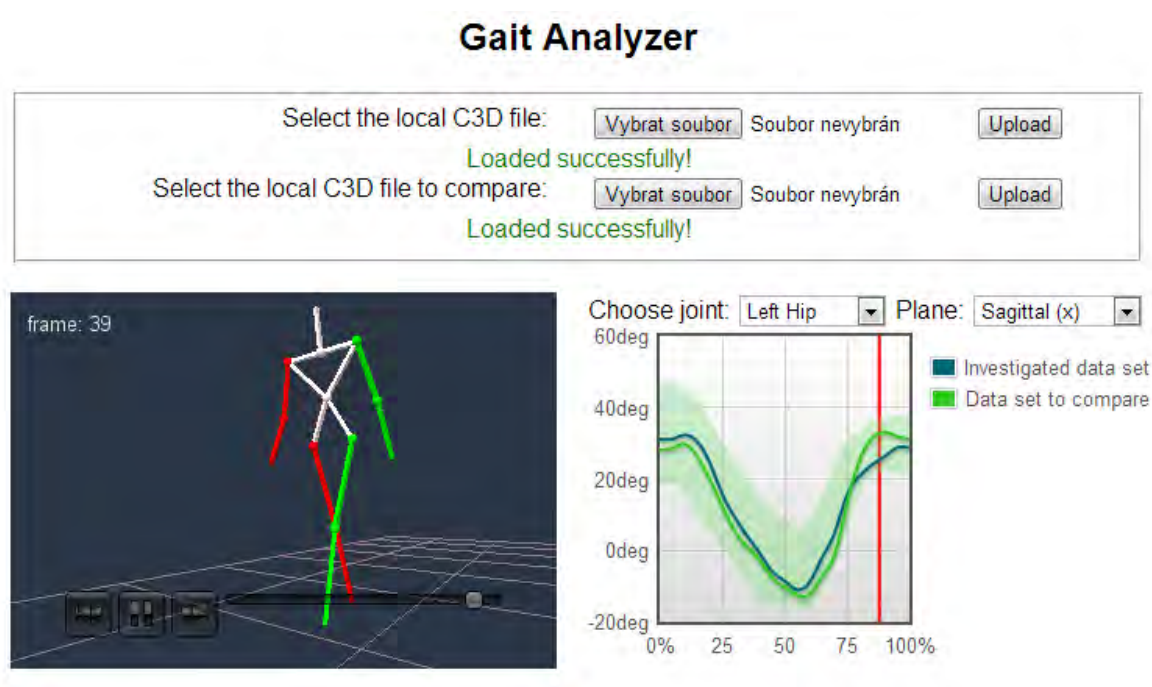 Gait Analyzer
Select the local C3D file: Vybrat soubor Soubor nevybrán Upload
Loaded successfully!
Select the local C3D file to compare: Vybrat soubor Soubor nevybrán Upload
Loaded successfully!
frame: 39
Choose joint: Left Hip Plane: Sagittal (x)
60deg
40deg
20deg
0deg
-20deg
0% 25 50 75 100%
Investigated data set
Data set to compare